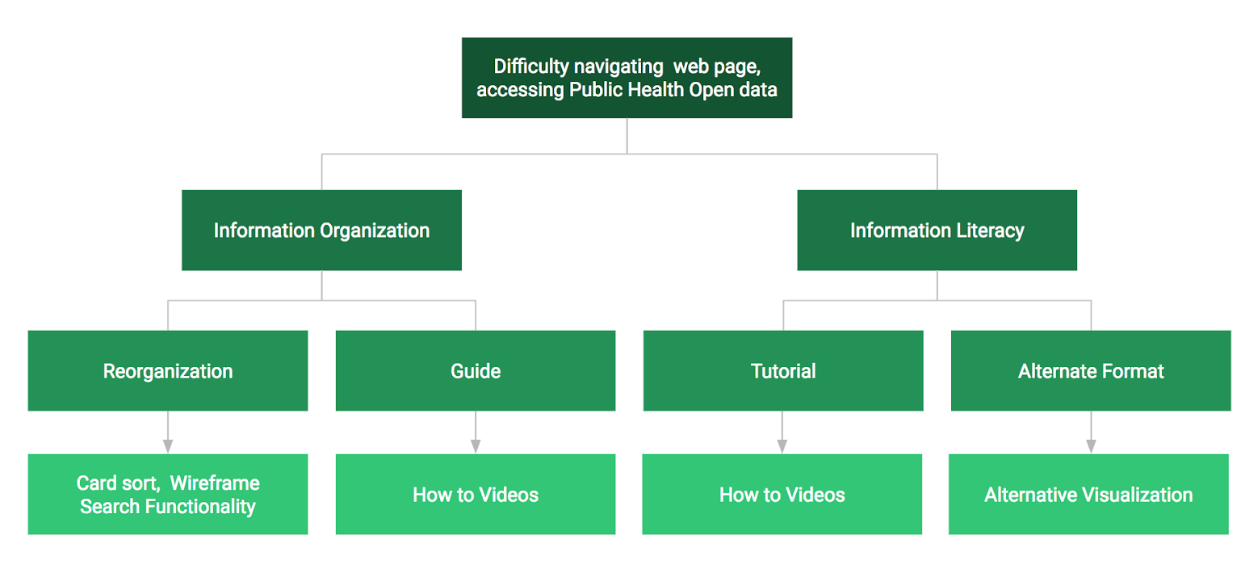 Difficulty navigating  web page,
accessing Public Health Open data
Information Organization
Information Literacy
Reorganization
Guide
Tutorial
Alternate Format
Card sort,  Wireframe
Search Functionality
How to Videos
How to Videos
Alternative Visualization